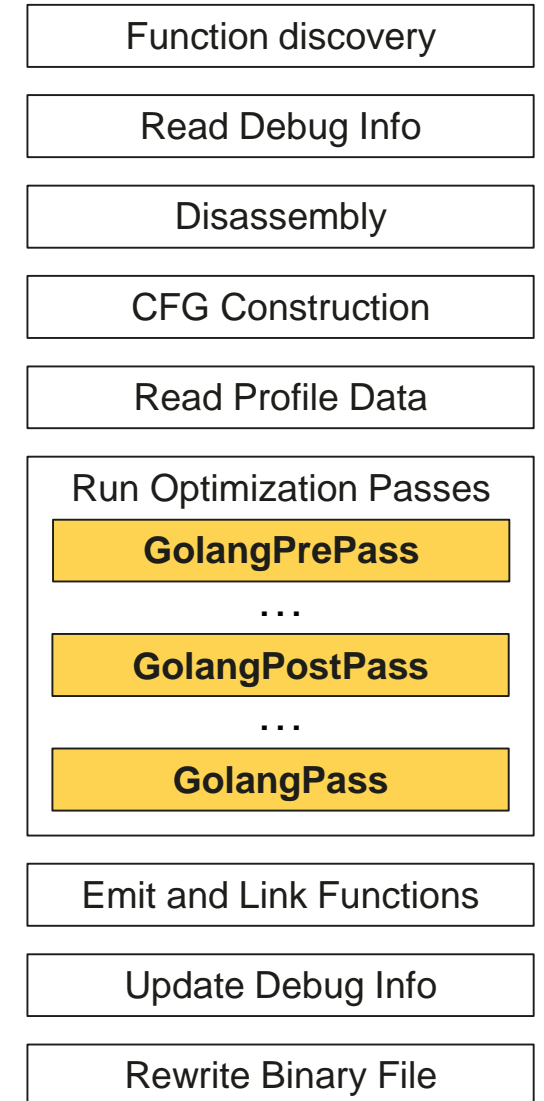 Function discovery
Read Debug Info
Disassembly
CFG Construction
Read Profile Data
Run Optimization Passes
GolangPrePass
...
GolangPostPass
...
GolangPass
Emit and Link Functions
Update Debug Info
Rewrite Binary File